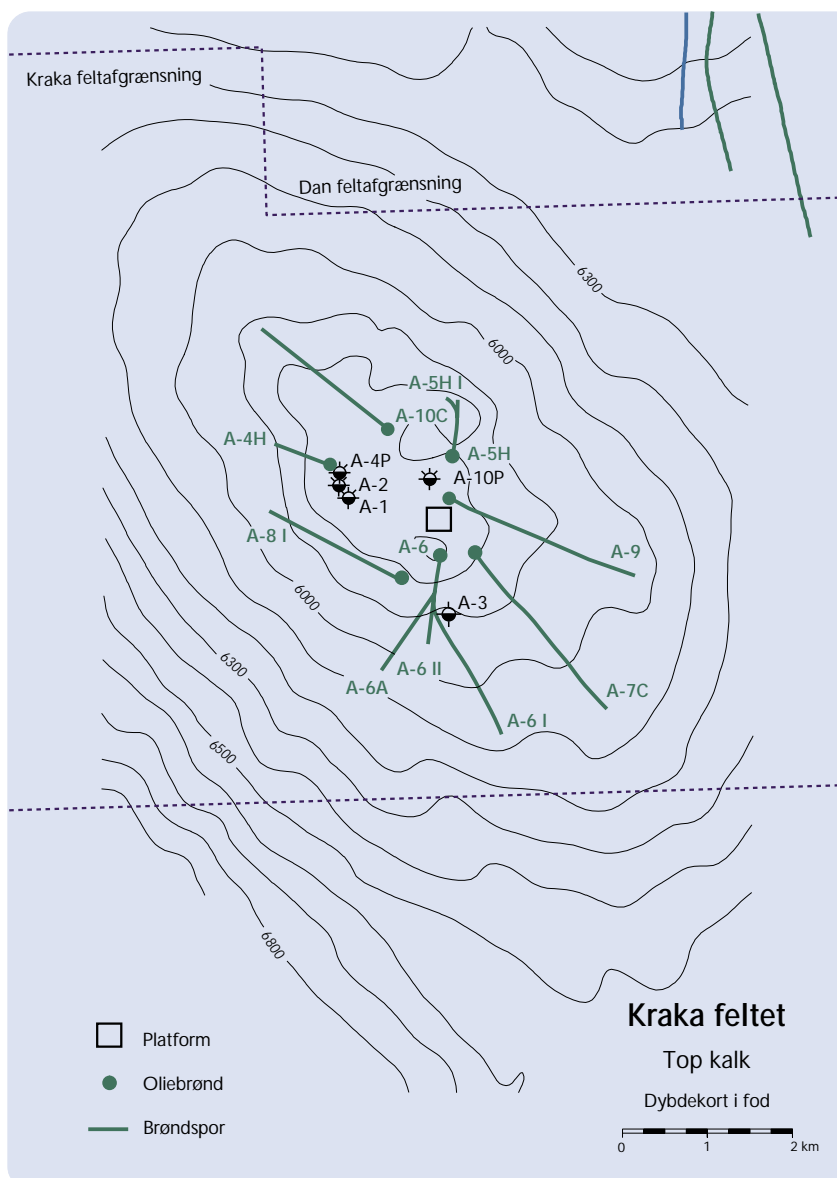 Kraka feltafgrænsning
Dan feltafgrænsning
6300
6000
A-5H I
A-10C
A-4H
A-4P
A-5H
A-2
A-10P
A-1
A-8 I
A-6
A-9
6000
A-3
6300
A-6 II
A-6A
A-7C
A-6 I
6500
6800
Kraka feltet
Top kalk
Dybdekort i fod
0 1 2 km
Platform
Oliebrønd
Brøndspor